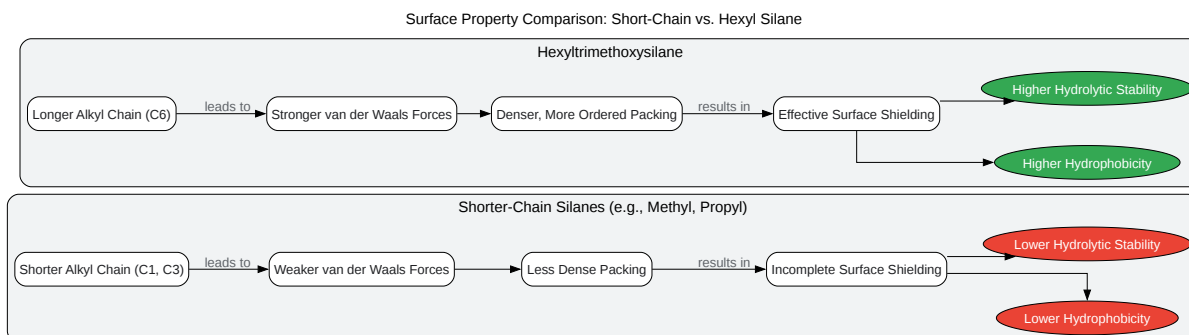 Surface Property Comparison: Short-Chain vs. Hexyl Silane
Hexyltrimethoxysilane
Longer Alkyl Chain (C6)
leads to
Stronger van der Waals Forces
Denser, More Ordered Packing
results in
Effective Surface Shielding
Higher Hydrolytic Stability
Higher Hydrophobicity
Shorter-Chain Silanes (e.g., Methyl, Propyl)
Shorter Alkyl Chain (C1, C3)
leads to
Weaker van der Waals Forces
Less Dense Packing
results in
Incomplete Surface Shielding
Lower Hydrolytic Stability
Lower Hydrophobicity